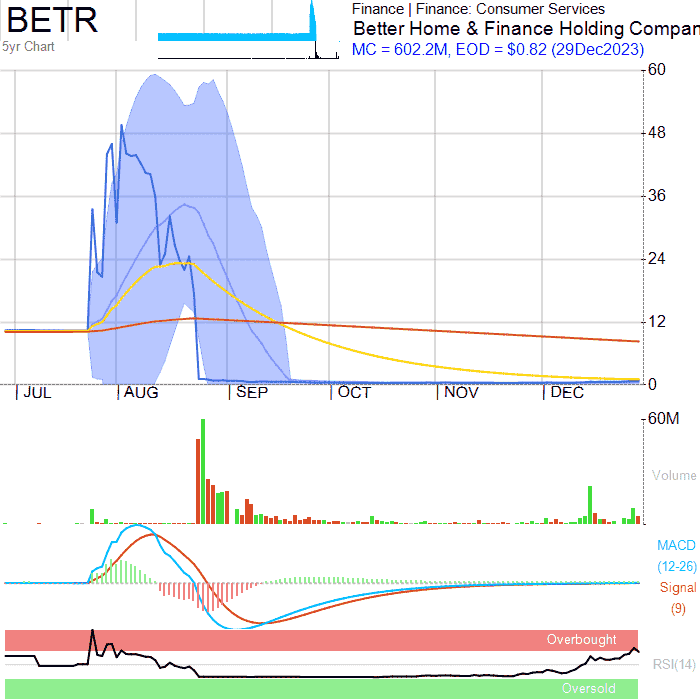 BETR
5yr Chart
Finance | Finance: Consumer Services
Better Home & Finance Holding Compan
MC = 602.2M, EOD = $0.82 (29Dec2023)
60
48
36
24
12
0
JUL AUG SEP OCT NOV DEC
60M
Volume
MACD
(12-26)
Signal
(9)
Overbought
RSI(14)
Oversold